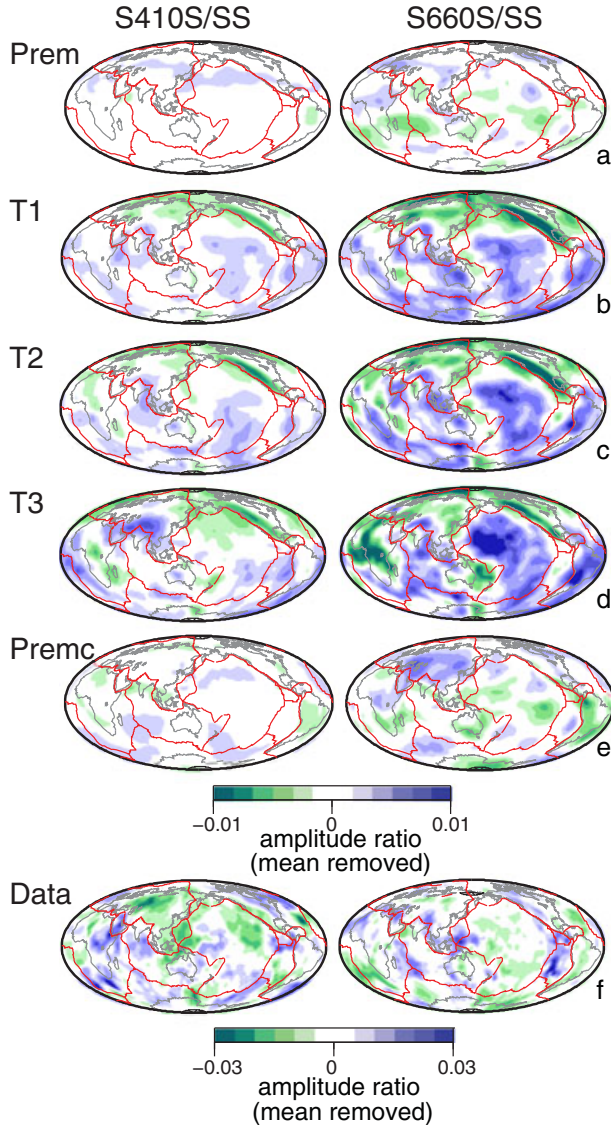 S410S/SS S660S/SS
Prem
a
T1
b
T2
c
T3
d
Premc
e
−0.01 0 0.01
amplitude ratio
(mean removed)
Data
f
−0.03 0 0.03
amplitude ratio
(mean removed)